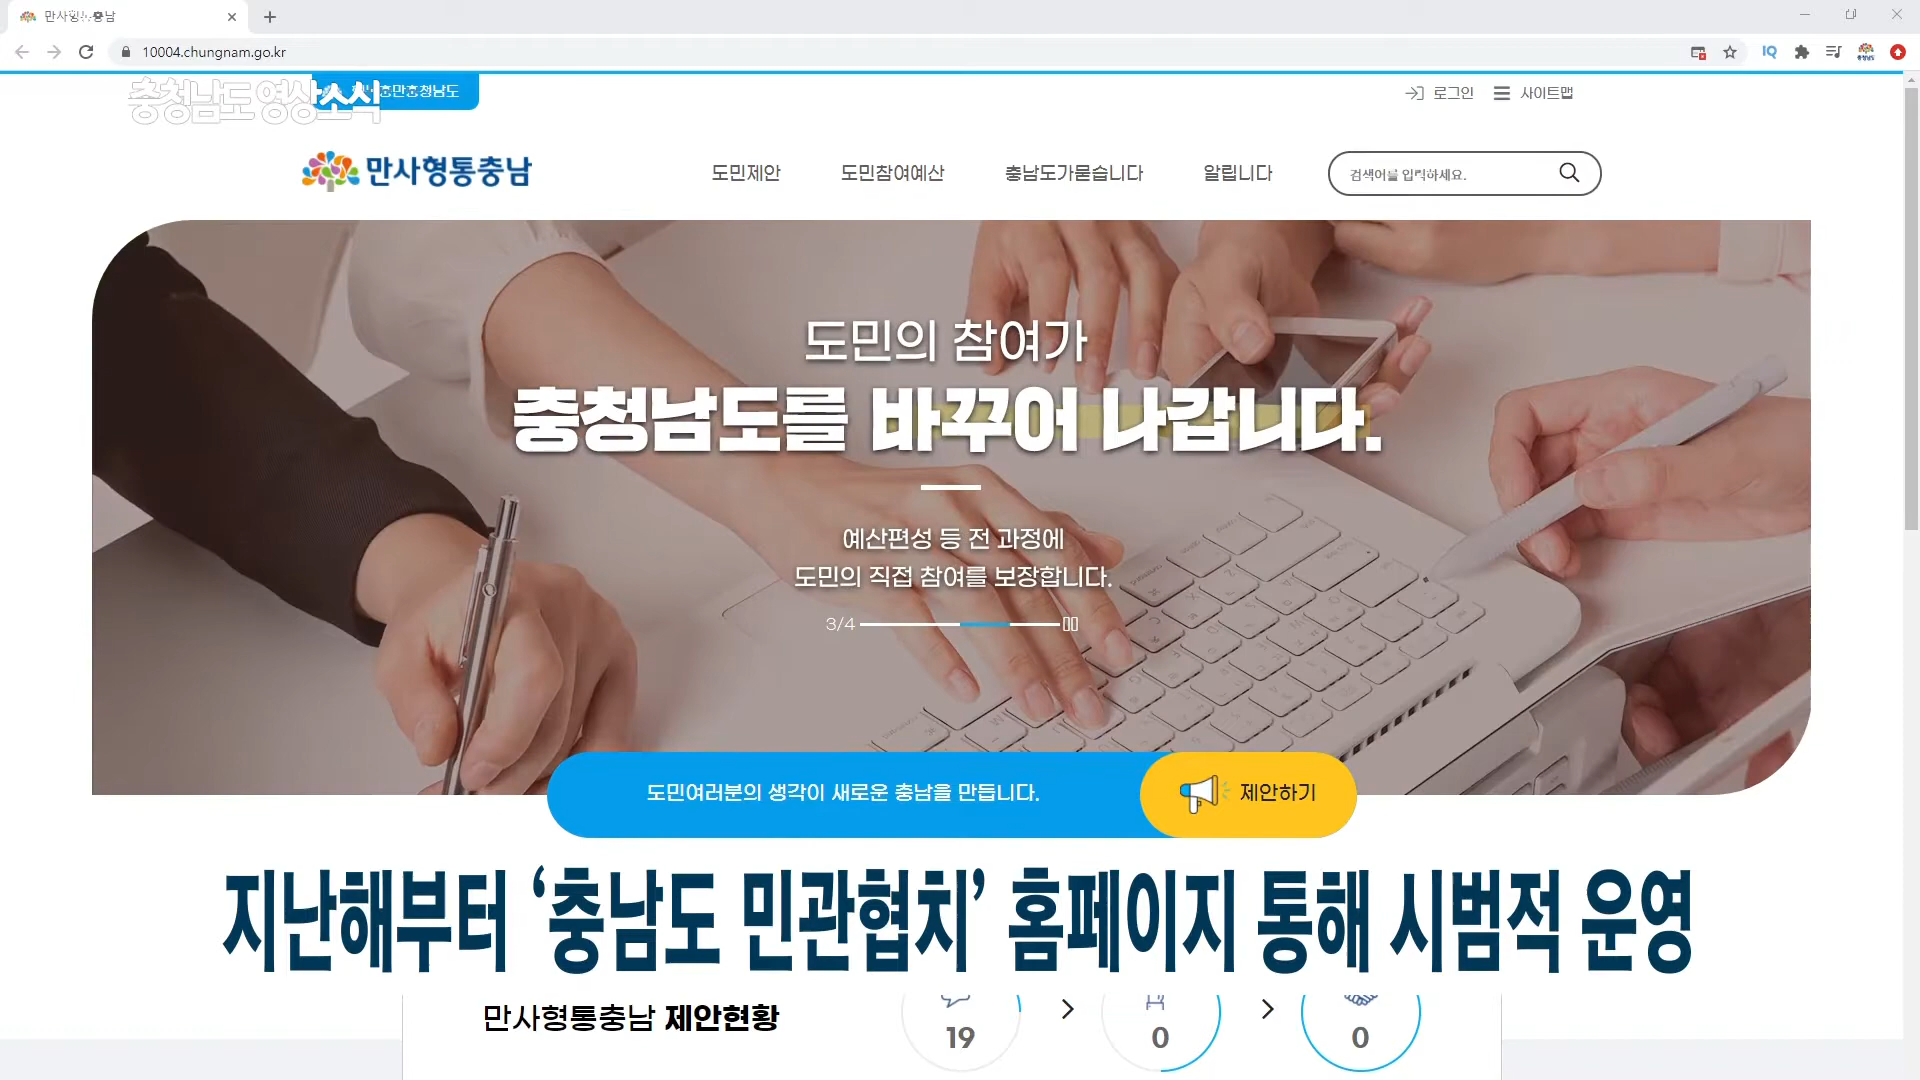 만사형통충남
10004.chungnam.go.kr
충청남도 영상소식
로그인
사이트맵
만사형통충남
도민제안
도민참여예산
충남도가묻습니다
알립니다
검색어를 입력하세요.
도민의 참여가
충청남도를 바꾸어 나갑니다.
예산편성 등 전 과정에
도민의 직접 참여를 보장합니다.
3/4
도민여러분의 생각이 새로운 충남을 만듭니다.
제안하기
지난해부터 ‘충남도 민관협치’ 홈페이지 통해 시범적 운영
만사형통충남 제안현황
19
0
0